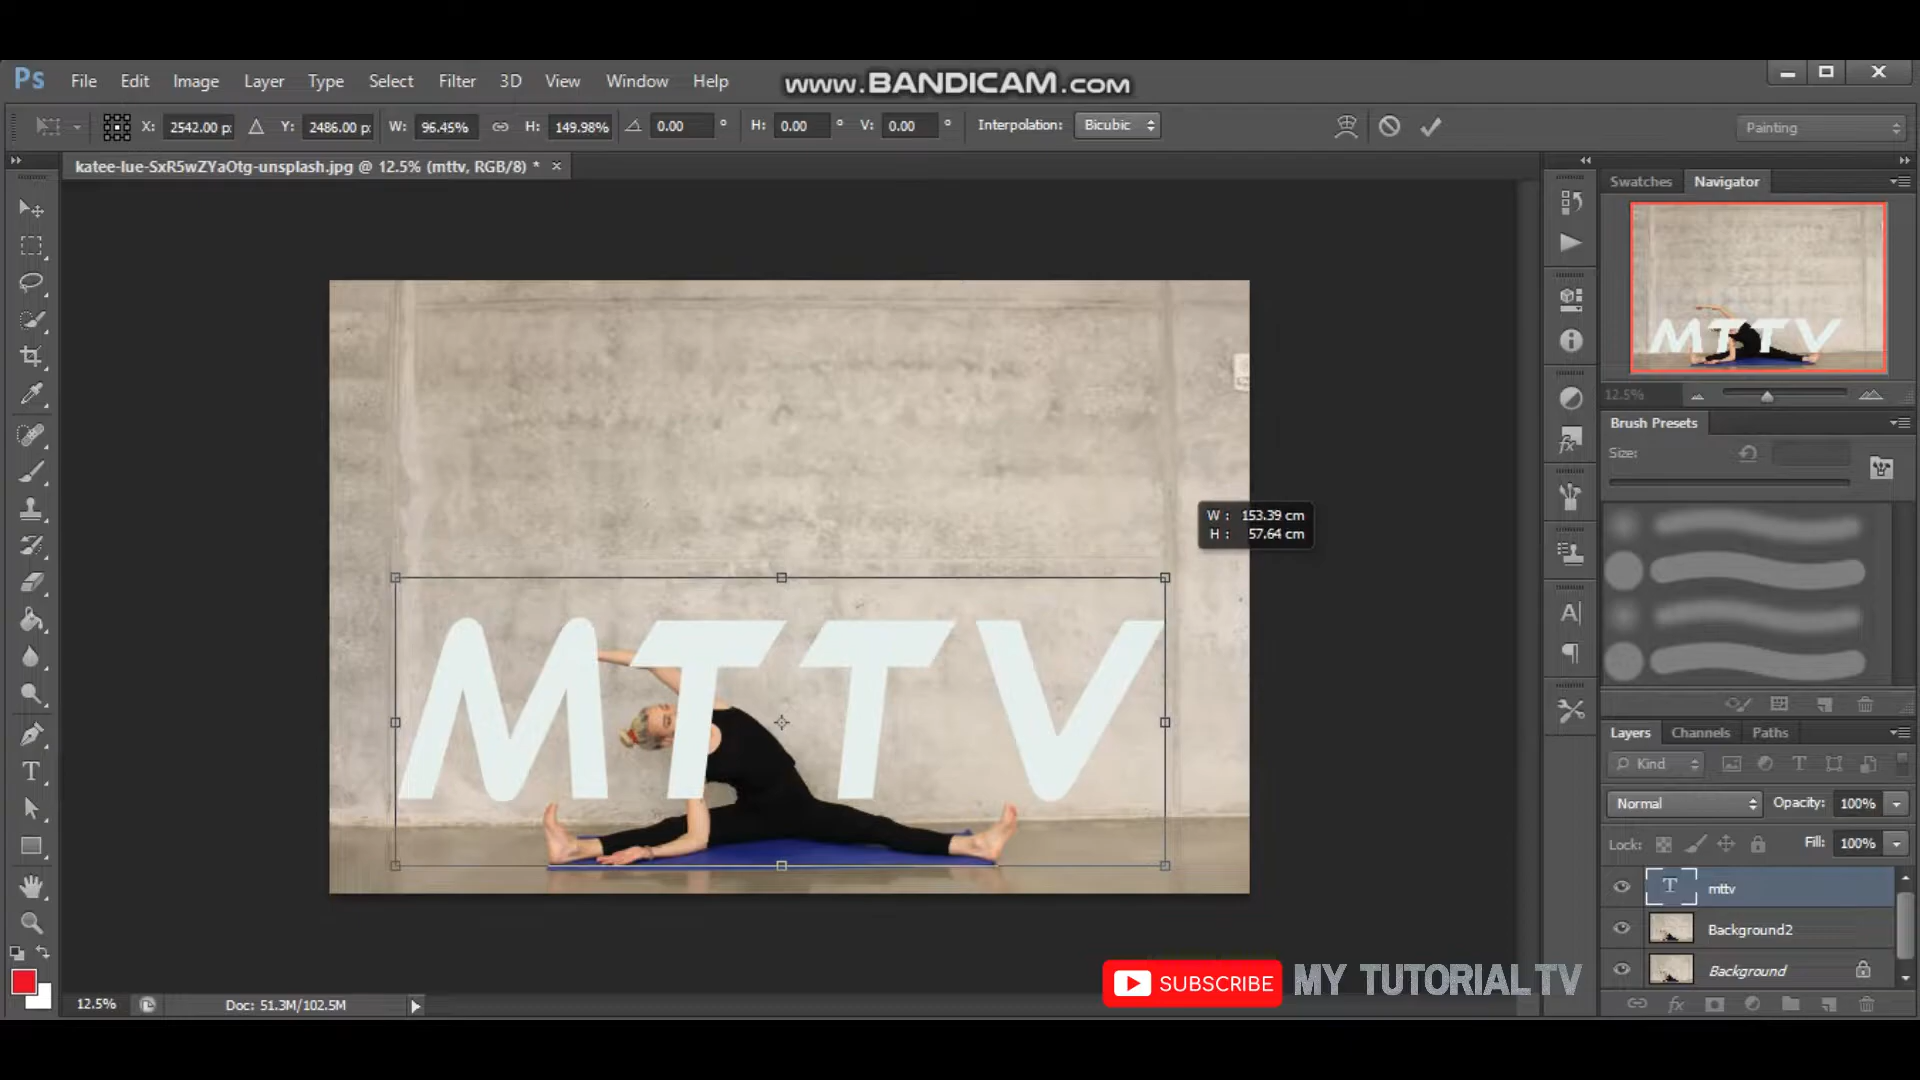 www.BANDICAM.com
Ps File Edit Image Layer Type Select Filter 3D View Window Help
X: 2542.00 p: Y: 2486.00 p: W: 96.45% H: 149.98% 0.00 ° H: 0.00 ° V: 0.00 ° Interpolation: Bicubic Painting
katee-lue-SxR5wZYaOtg-unsplash.jpg @ 12.5% (mttv, RGB/8) * ×
Swatches Navigator
MTTV
12.5%
Brush Presets
Size:
W : 153.39 cm
H : 57.64 cm
MTTV
Layers Channels Paths
Kind
Normal Opacity: 100%
Lock: Fill: 100%
mttv
Background2
Background
12.5% Doc: 51.3M/102.5M
SUBSCRIBE MY TUTORIALTV